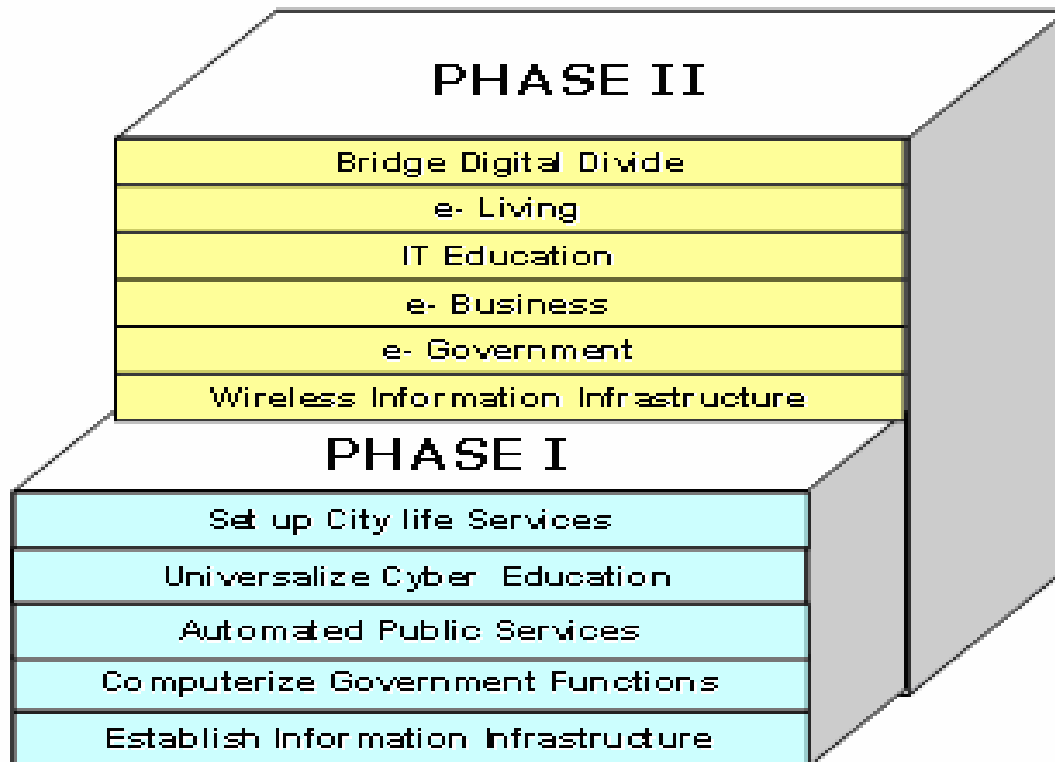 PHASE II
Bridge Digital Divide
e- Living
IT Education
e- Business
e- Government
Wireless Information Infrastructure
PHASE I
Set up City life Services
Universalize Cyber Education
Automated Public Services
Computerize Government Functions
Establish Information Infrastructure